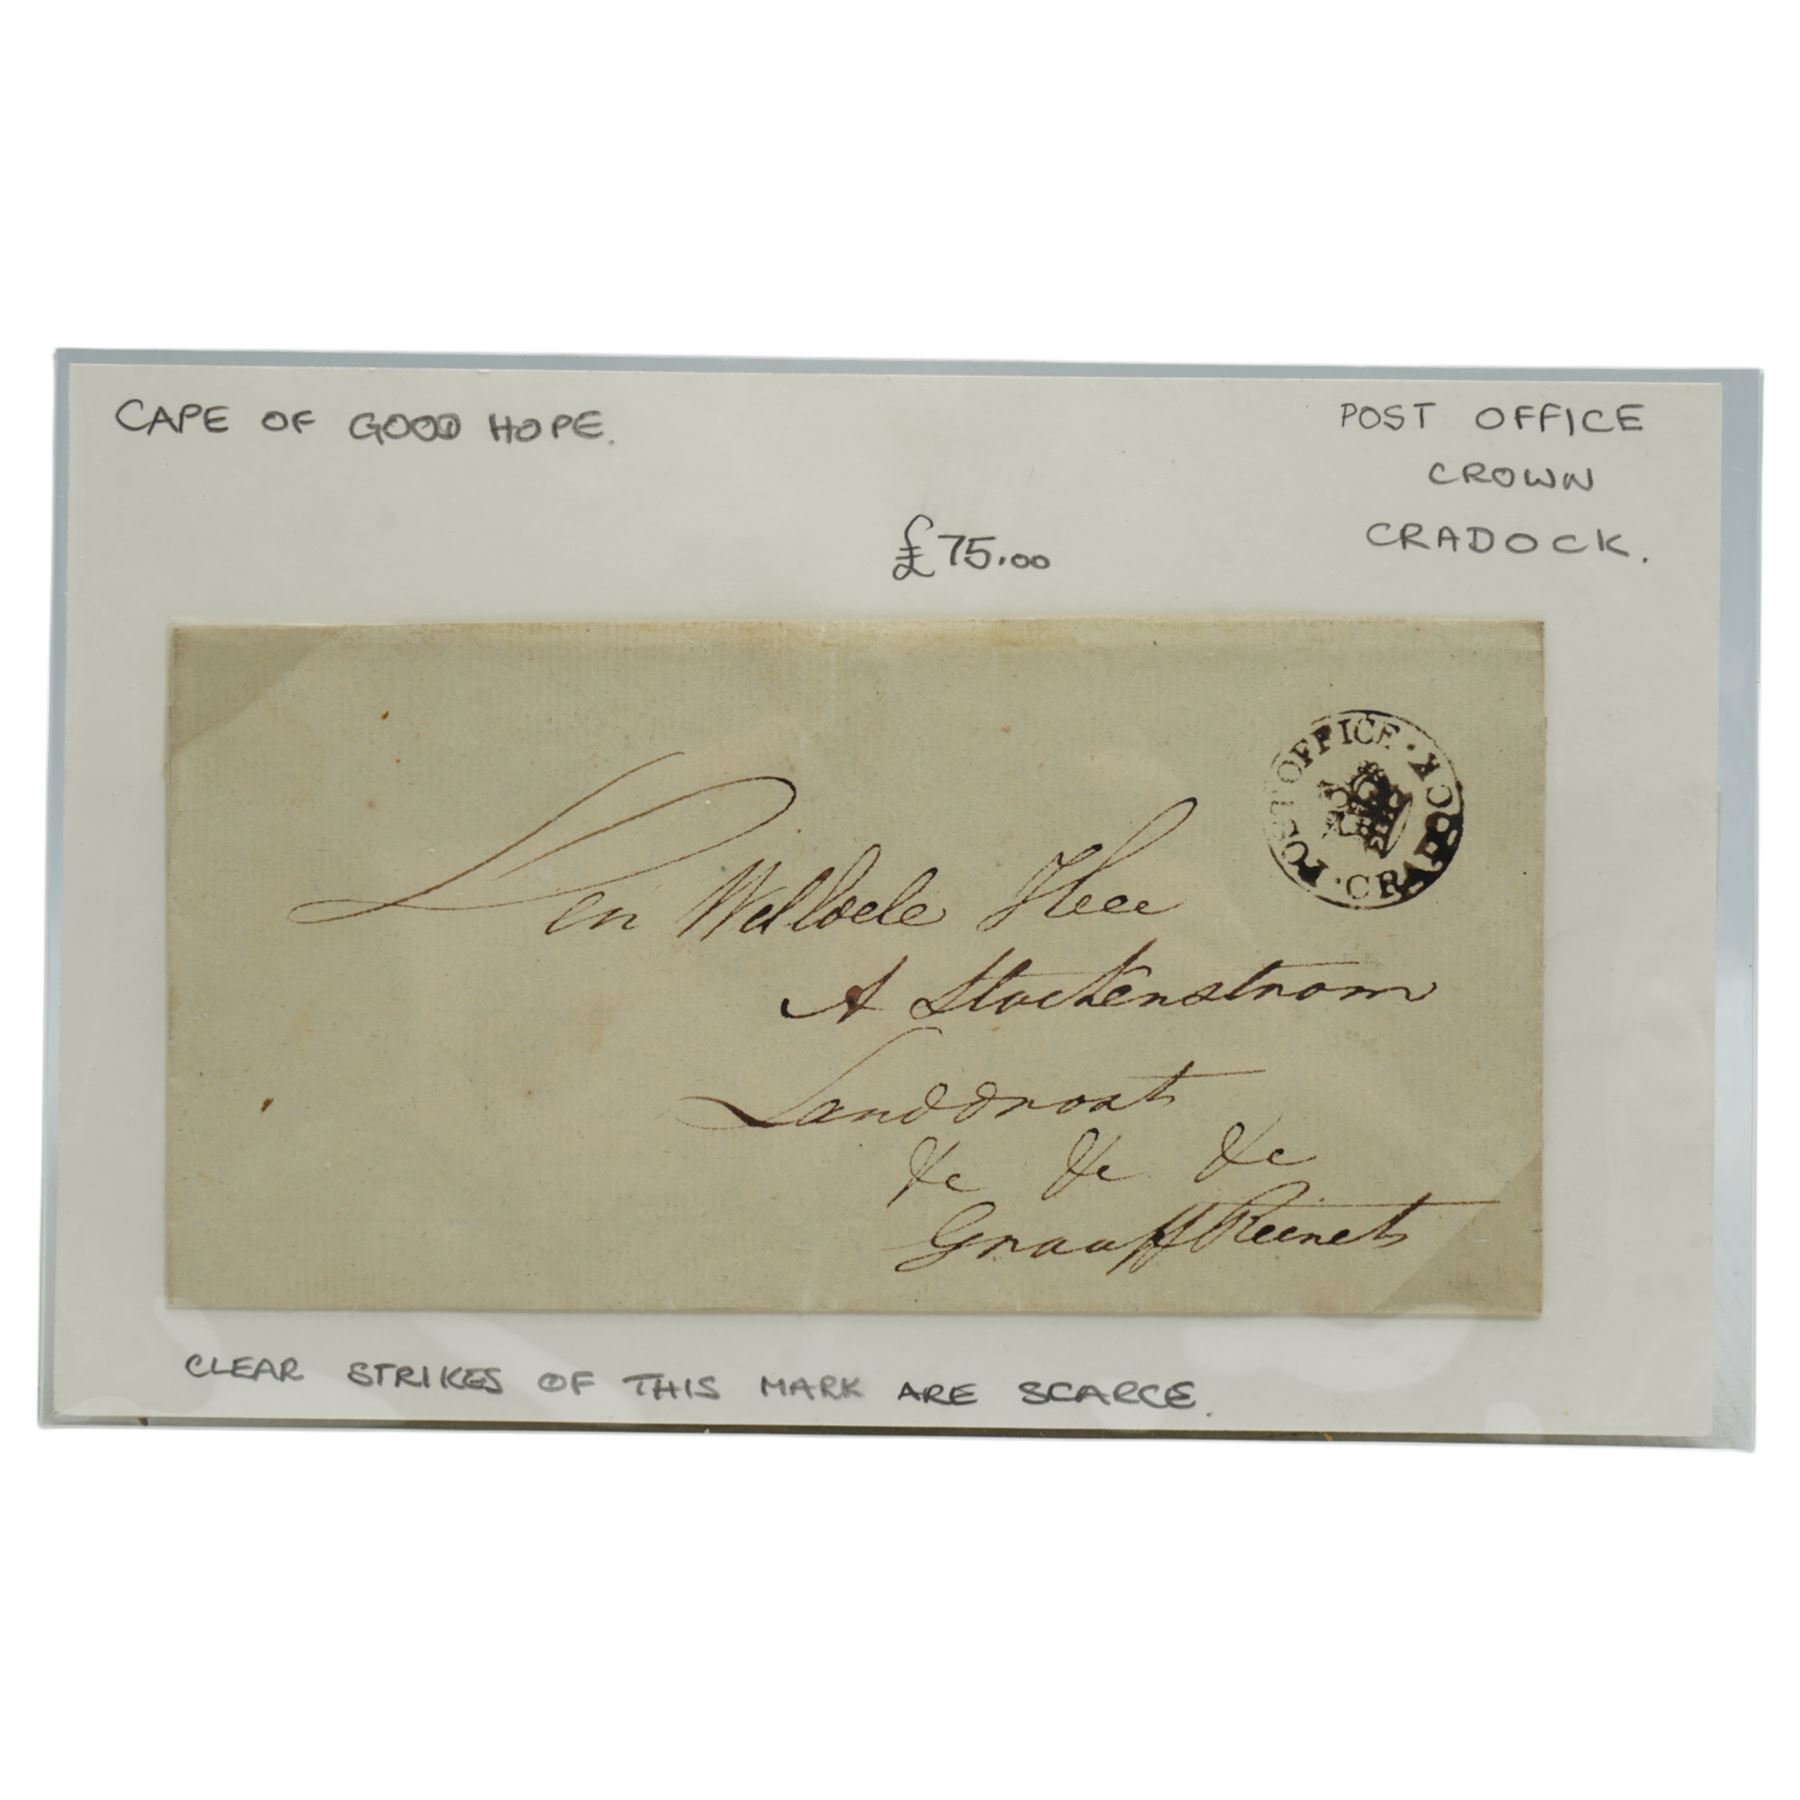 CAPE OF GOOD HOPE.
POST OFFICE
CROWN
CRADOCK.
£75.00
POST OFFICE · CRADOCK ·
Den Weledele Heer
A Stockenstrom
Landdrost
&c &c &c
Graaff Reinet
CLEAR STRIKES OF THIS MARK ARE SCARCE.